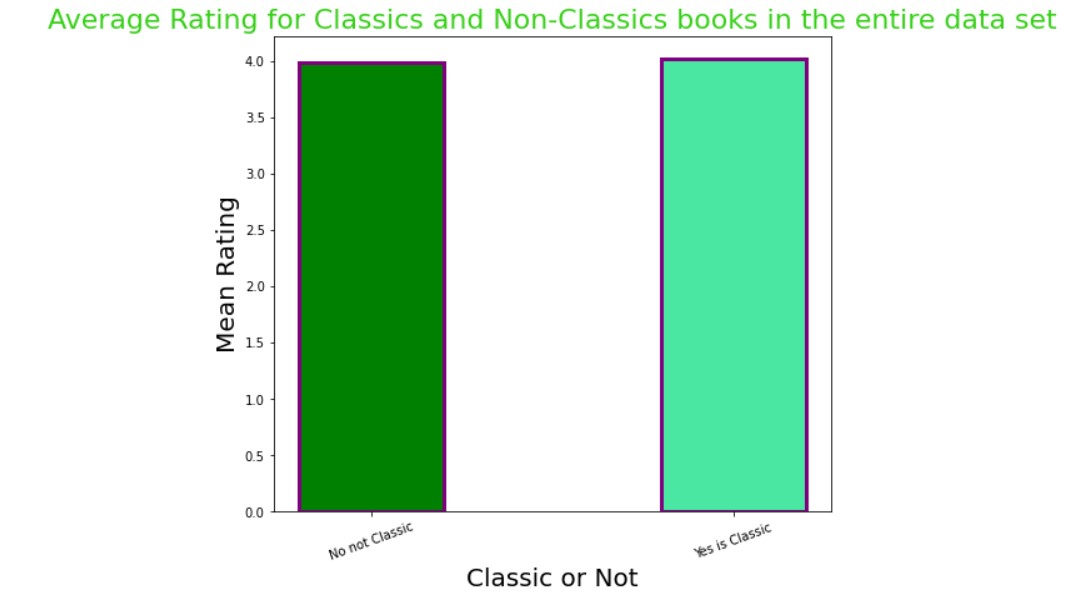 Average Rating for Classics and Non-Classics books in the entire data set
4.0
3.5
3.0
2.5
2.0
1.5
1.0
0.5
0.0
Mean Rating
No not Classic
Yes is Classic
Classic or Not